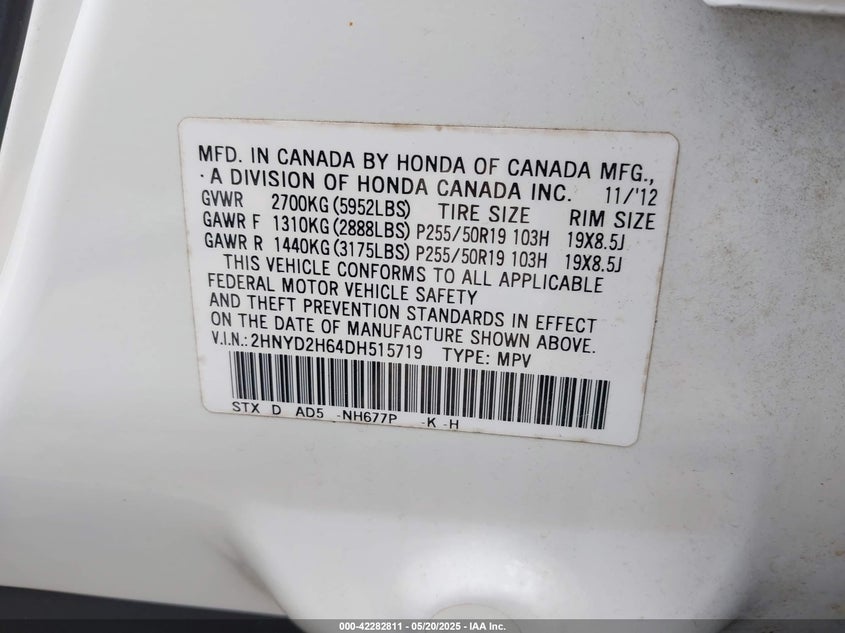 MFD. IN CANADA BY HONDA OF CANADA MFG.,
·A DIVISION OF HONDA CANADA INC. 11/'12
GVWR 2700KG (5952LBS) TIRE SIZE RIM SIZE
GAWR F 1310KG (2888LBS) P255/50R19 103H 19X8.5J
GAWR R 1440KG (3175LBS) P255/50R19 103H 19X8.5J
THIS VEHICLE CONFORMS TO ALL APPLICABLE
FEDERAL MOTOR VEHICLE SAFETY
AND THEFT PREVENTION STANDARDS IN EFFECT
ON THE DATE OF MANUFACTURE SHOWN ABOVE.
V.I.N.: 2HNYD2H64DH515719 TYPE: MPV
STX D AD5 -NH677P -K -H
000-42282811 - 05/20/2025 - IAA Inc.